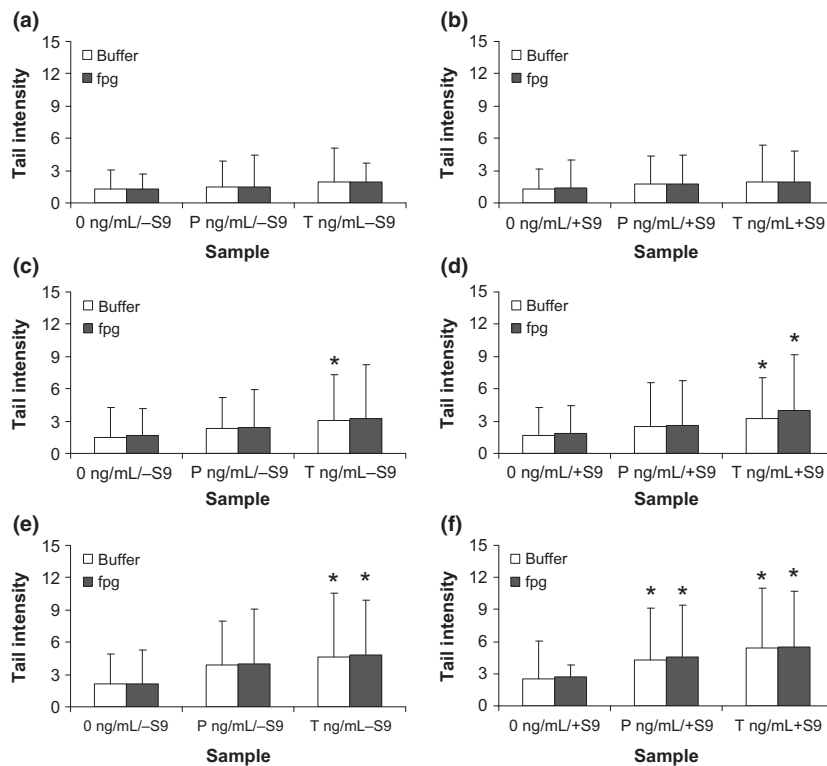 (a)
15
12
9
6
3
0
Tail intensity
Buffer
fpg
0 ng/mL/–S9 P ng/mL/–S9 T ng/mL–S9
Sample
(b)
15
12
9
6
3
0
Tail intensity
Buffer
fpg
0 ng/mL/+S9 P ng/mL/+S9 T ng/mL+S9
Sample
(c)
15
12
9
6
3
0
Tail intensity
Buffer
fpg
*
0 ng/mL/–S9 P ng/mL/–S9 T ng/mL–S9
Sample
(d)
15
12
9
6
3
0
Tail intensity
Buffer
fpg
* *
0 ng/mL/+S9 P ng/mL/+S9 T ng/mL+S9
Sample
(e)
15
12
9
6
3
0
Tail intensity
Buffer
fpg
* *
0 ng/mL/–S9 P ng/mL/–S9 T ng/mL–S9
Sample
(f)
15
12
9
6
3
0
Tail intensity
Buffer
fpg
* * * *
0 ng/mL/+S9 P ng/mL/+S9 T ng/mL+S9
Sample